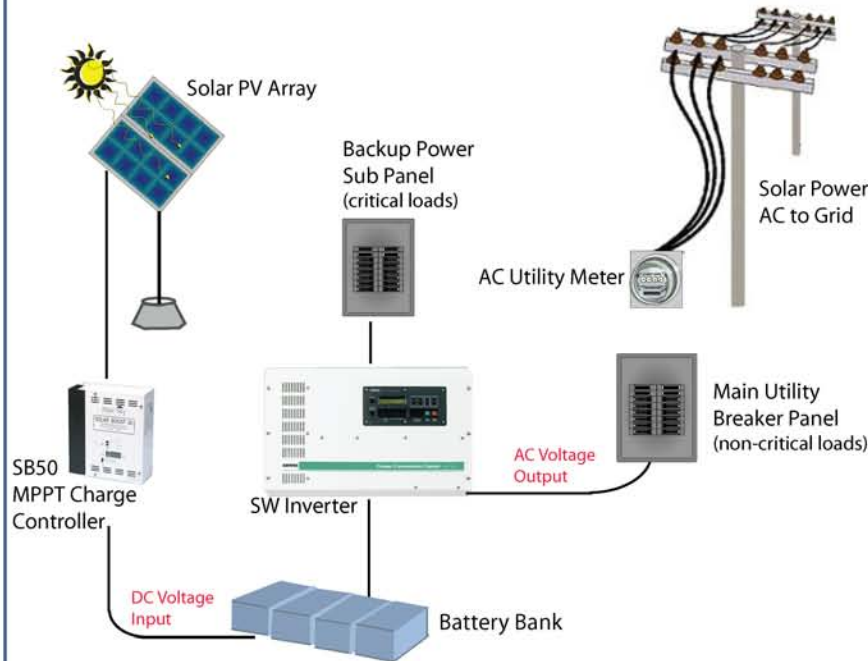 Solar PV Array
Backup Power
Sub Panel
(critical loads)
Solar Power
AC to Grid
AC Utility Meter
Main Utility
Breaker Panel
(non-critical loads)
SB50
MPPT Charge
Controller
AC Voltage
Output
SW Inverter
DC Voltage
Input
Battery Bank